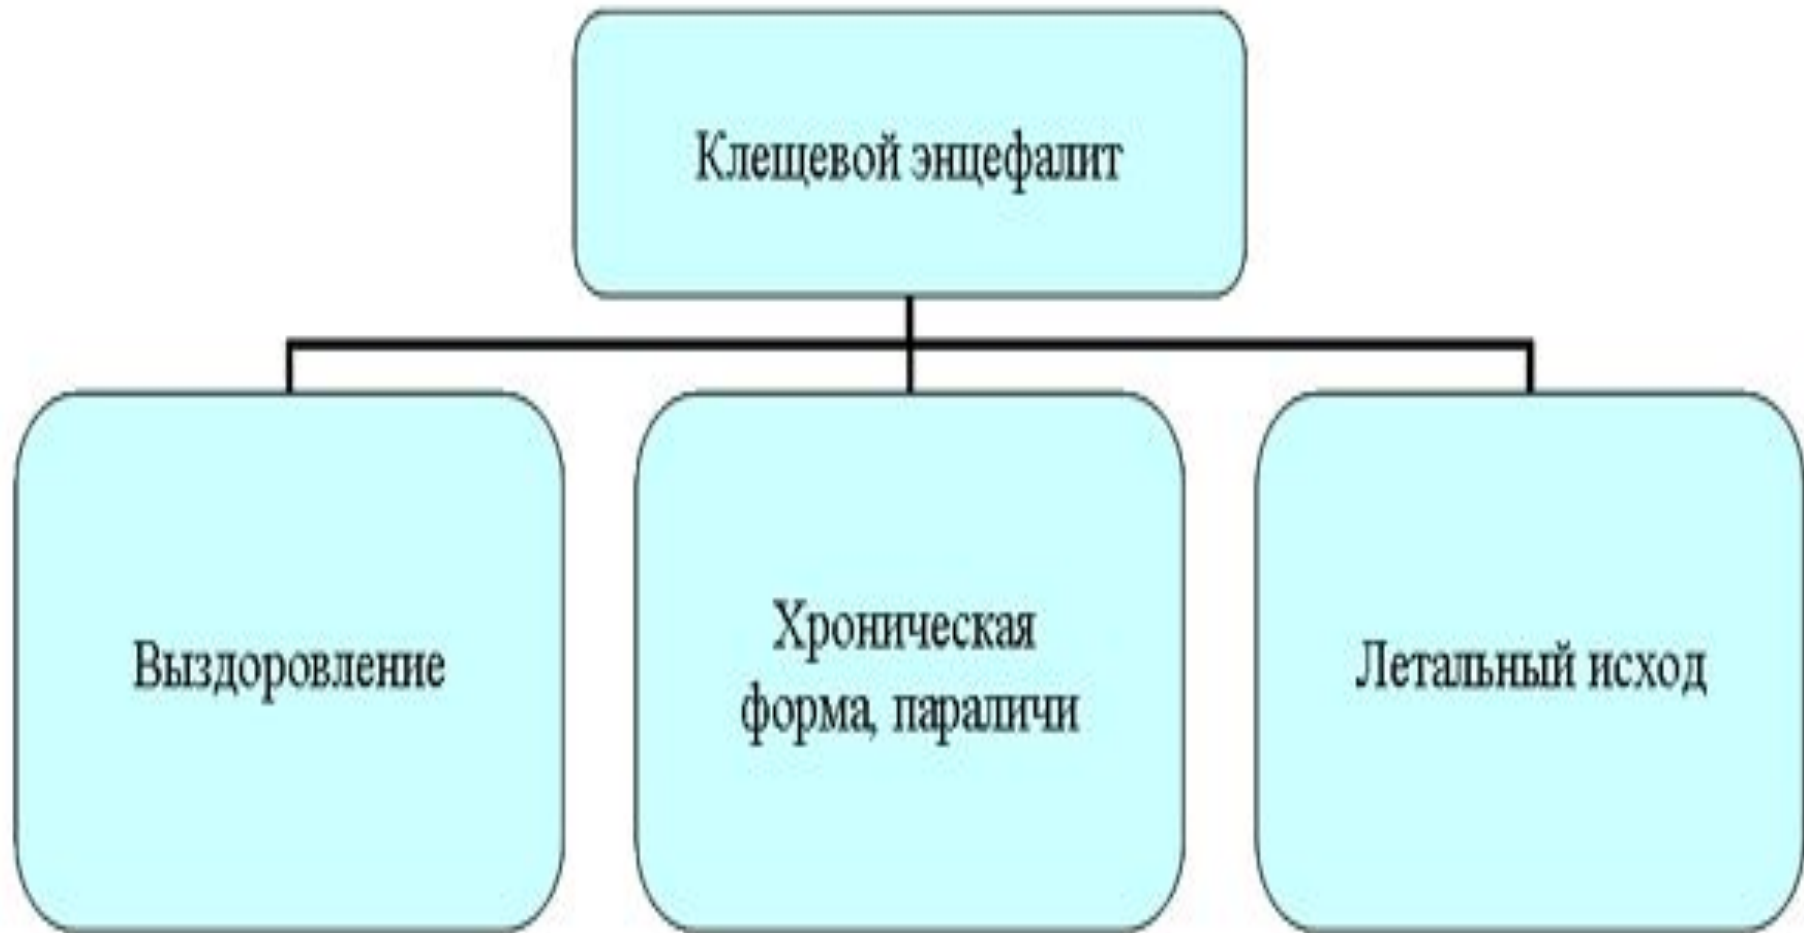 Клещевой энцефалит
Выздоровление
Хроническая
форма, параличи
Летальный исход